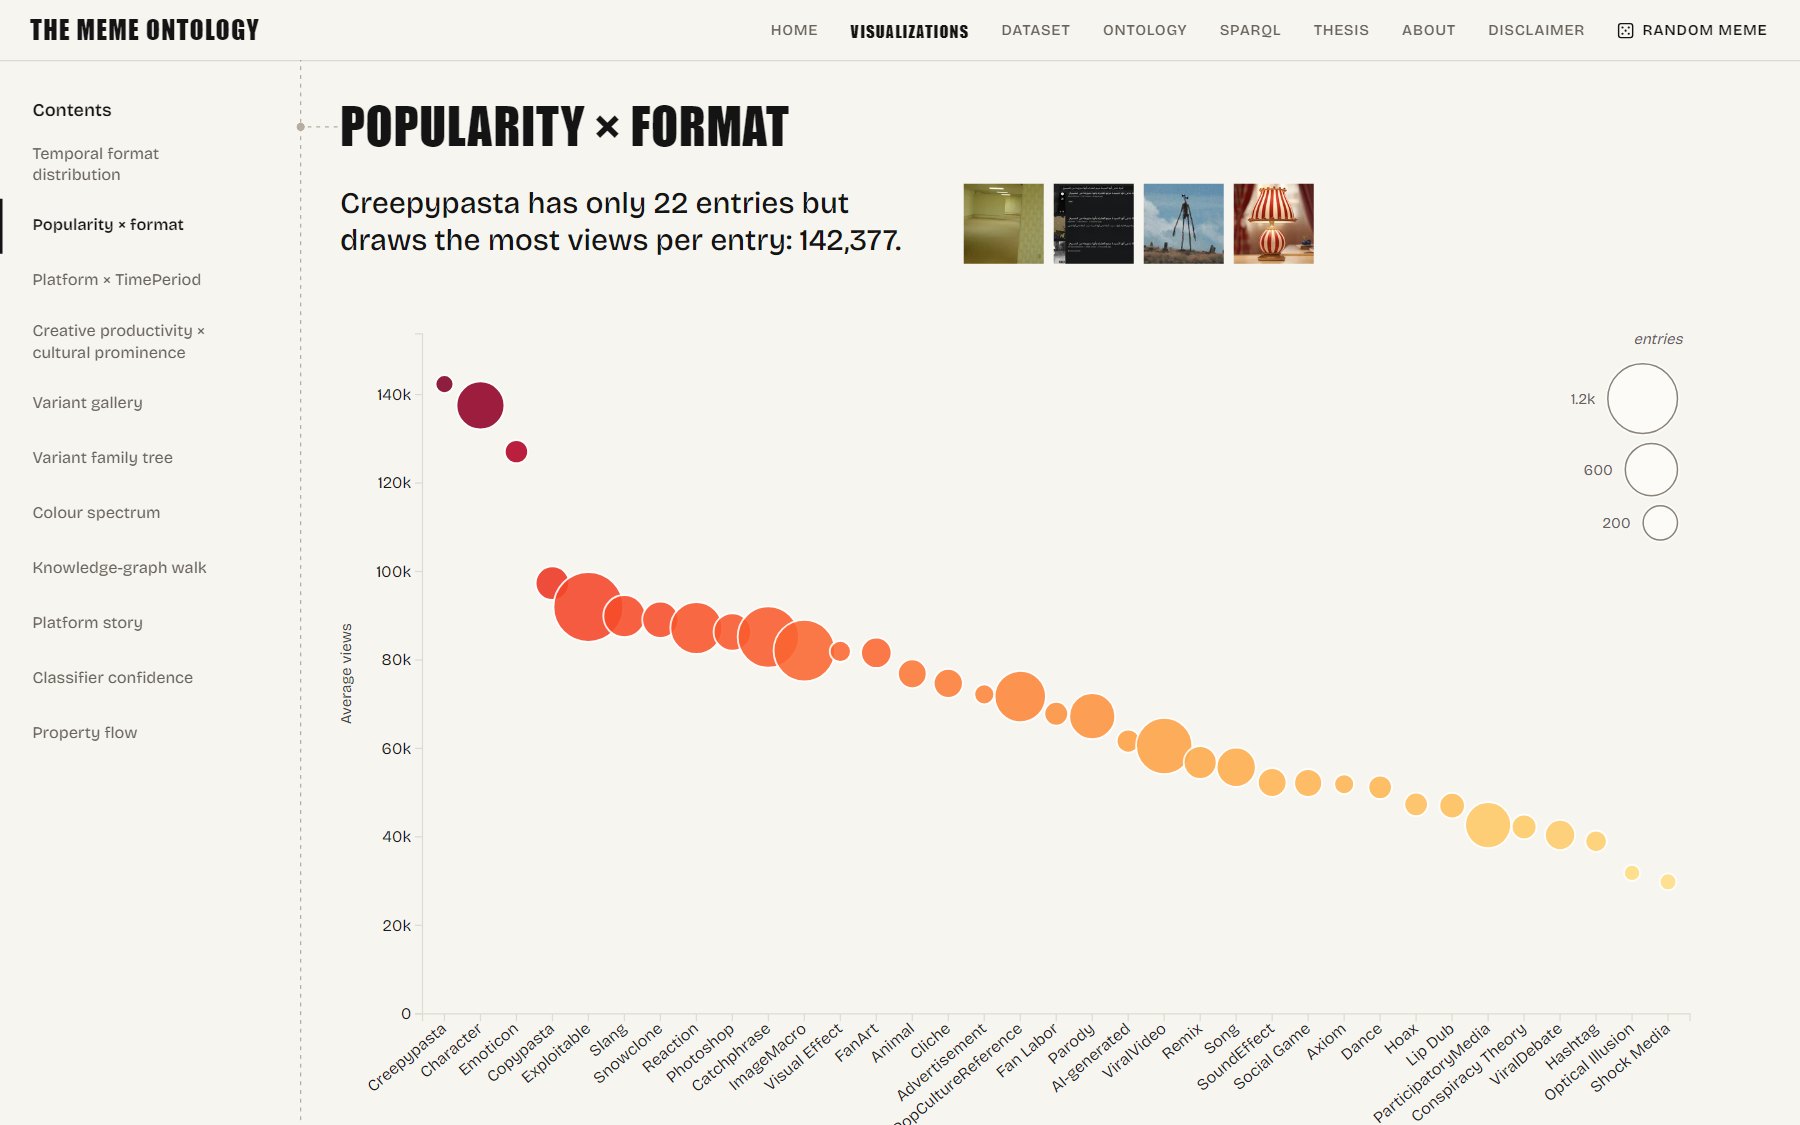 THE MEME ONTOLOGY
HOME
VISUALIZATIONS
DATASET
ONTOLOGY
SPARQL
THESIS
ABOUT
DISCLAIMER
RANDOM MEME
Contents
Temporal format
distribution
Popularity × format
Platform × TimePeriod
Creative productivity ×
cultural prominence
Variant gallery
Variant family tree
Colour spectrum
Knowledge-graph walk
Platform story
Classifier confidence
Property flow
POPULARITY × FORMAT
Creepypasta has only 22 entries but
draws the most views per entry: 142,377.
entries
1.2k
600
200
Average views
140k
120k
100k
80k
60k
40k
20k
0
Creepypasta
Character
Emoticon
Copypasta
Exploitable
Slang
Snowclone
Reaction
Photoshop
Catchphrase
ImageMacro
Visual Effect
FanArt
Animal
Cliche
Advertisement
PopCultureReference
Fan Labor
Parody
AI-generated
ViralVideo
Remix
Song
SoundEffect
Social Game
Axiom
Dance
Hoax
Lip Dub
ParticipatoryMedia
Conspiracy Theory
ViralDebate
Hashtag
Optical Illusion
Shock Media